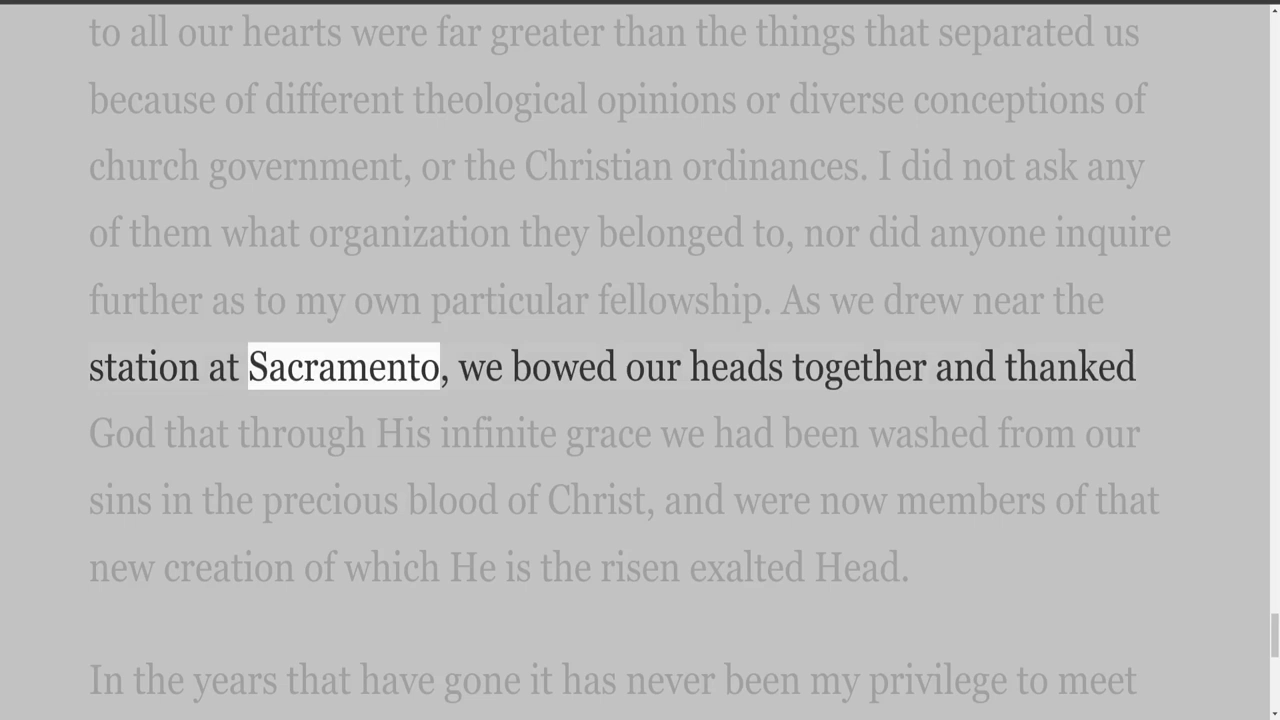 to all our hearts were far greater than the things that separated us
because of different theological opinions or diverse conceptions of
church government, or the Christian ordinances. I did not ask any
of them what organization they belonged to, nor did anyone inquire
further as to my own particular fellowship. As we drew near the
station at Sacramento, we bowed our heads together and thanked
God that through His infinite grace we had been washed from our
sins in the precious blood of Christ, and were now members of that
new creation of which He is the risen exalted Head.
In the years that have gone it has never been my privilege to meet